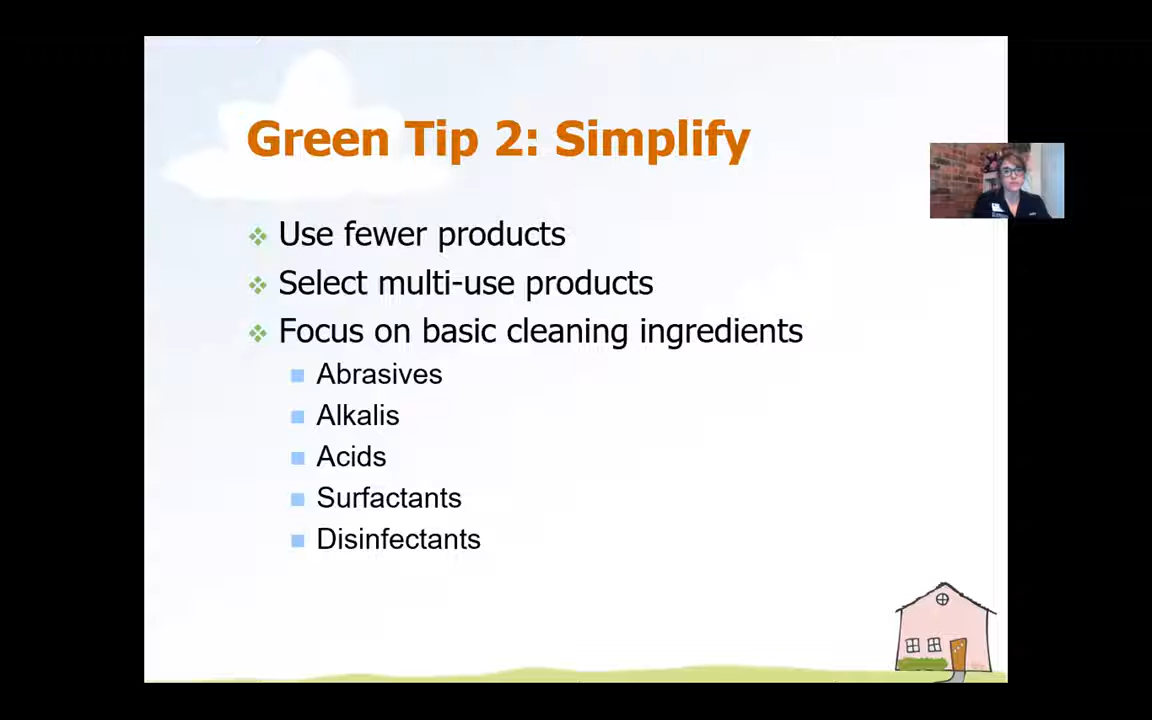 Green Tip 2: Simplify
Use fewer products
Select multi-use products
Focus on basic cleaning ingredients
Abrasives
Alkalis
Acids
Surfactants
Disinfectants